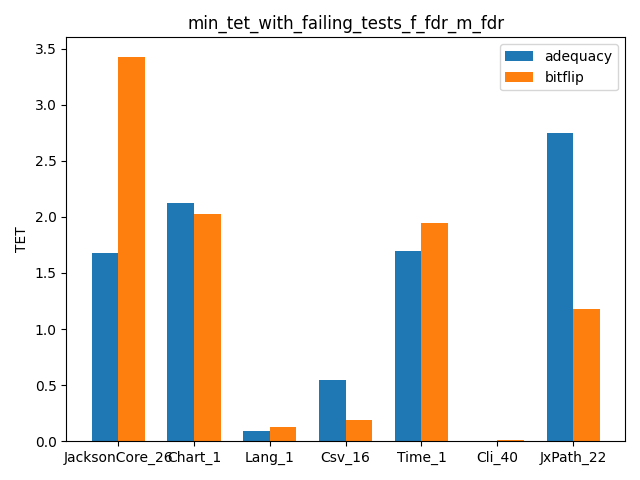 min_tet_with_failing_tests_f_fdr_m_fdr
adequacy
bitflip
TET
3.5
3.0
2.5
2.0
1.5
1.0
0.5
0.0
JacksonCore_26 Chart_1 Lang_1 Csv_16 Time_1 Cli_40 JxPath_22